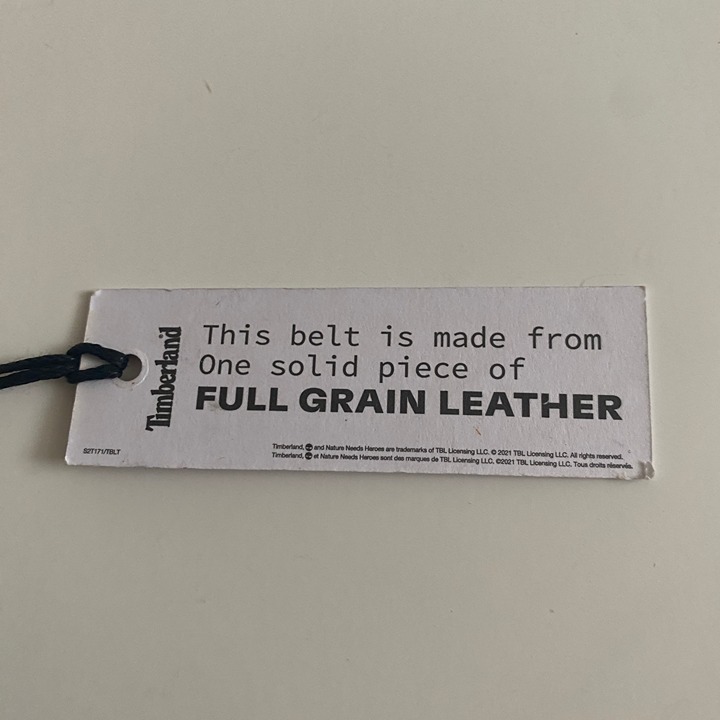 Timberland
This belt is made from
One solid piece of
FULL GRAIN LEATHER
S2T171/TBLT
Timberland, and Nature Needs Heroes are trademarks of TBL Licensing LLC. © 2021 TBL Licensing LLC. All rights reserved.
Timberland, et Nature Needs Heroes sont des marques de TBL Licensing LLC. ©2021 TBL Licensing LLC. Tous droits réservés.